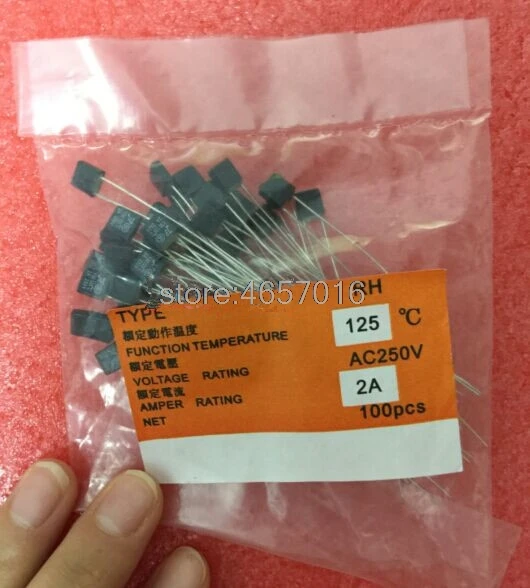 Store: 4657016
TYPE RH
額定動作溫度
FUNCTION TEMPERATURE 125 ℃
額定電壓
VOLTAGE RATING AC250V
額定電流
AMPER RATING 2A
NET 100pcs